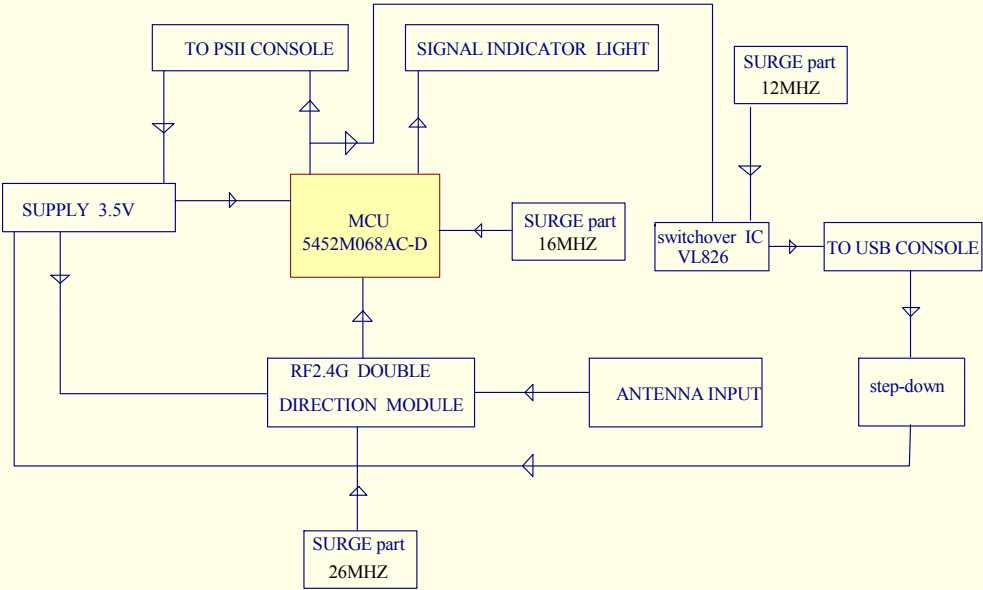 TO PSII CONSOLE
SIGNAL INDICATOR LIGHT
SURGE part
12MHZ
SUPPLY 3.5V
MCU
5452M068AC-D
SURGE part
16MHZ
switchover IC
VL826
TO USB CONSOLE
RF2.4G DOUBLE
DIRECTION MODULE
ANTENNA INPUT
step-down
SURGE part
26MHZ